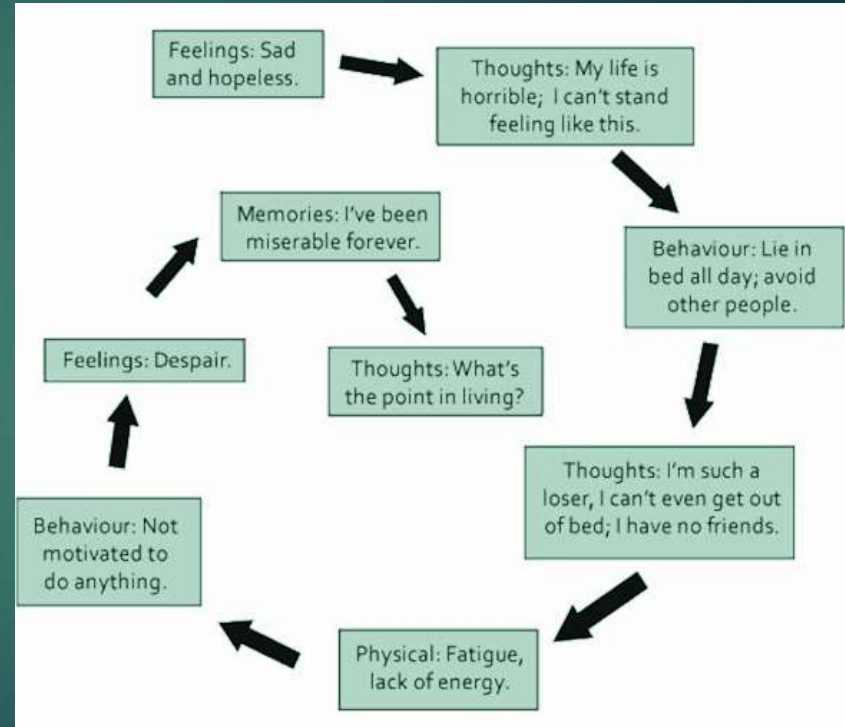 Feelings: Sad
and hopeless.
Thoughts: My life is
horrible; I can't stand
feeling like this.
Behaviour: Lie in
bed all day; avoid
other people.
Thoughts: I'm such a
loser, I can't even get out
of bed; I have no friends.
Physical: Fatigue,
lack of energy.
Behaviour: Not
motivated to
do anything.
Feelings: Despair.
Memories: I've been
miserable forever.
Thoughts: What's
the point in living?